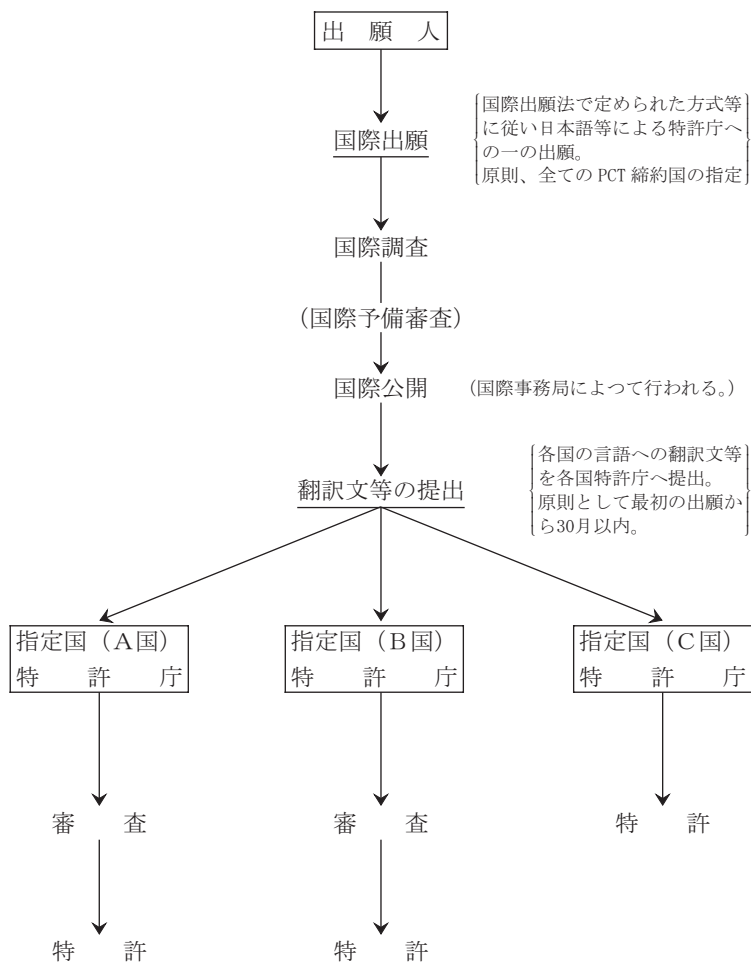 出　願　人
国際出願
国際出願法で定められた方式等
に従い日本語等による特許庁へ
の一の出願。
原則、全てのPCT締約国の指定
国際調査
（国際予備審査）
国際公開　（国際事務局によつて行われる。）
翻訳文等の提出
各国の言語への翻訳文等
を各国特許庁へ提出。
原則として最初の出願か
ら30月以内。
指定国（Ａ国）
特　許　庁
指定国（Ｂ国）
特　許　庁
指定国（Ｃ国）
特　許　庁
審　査
審　査
特　許
特　許
特　許